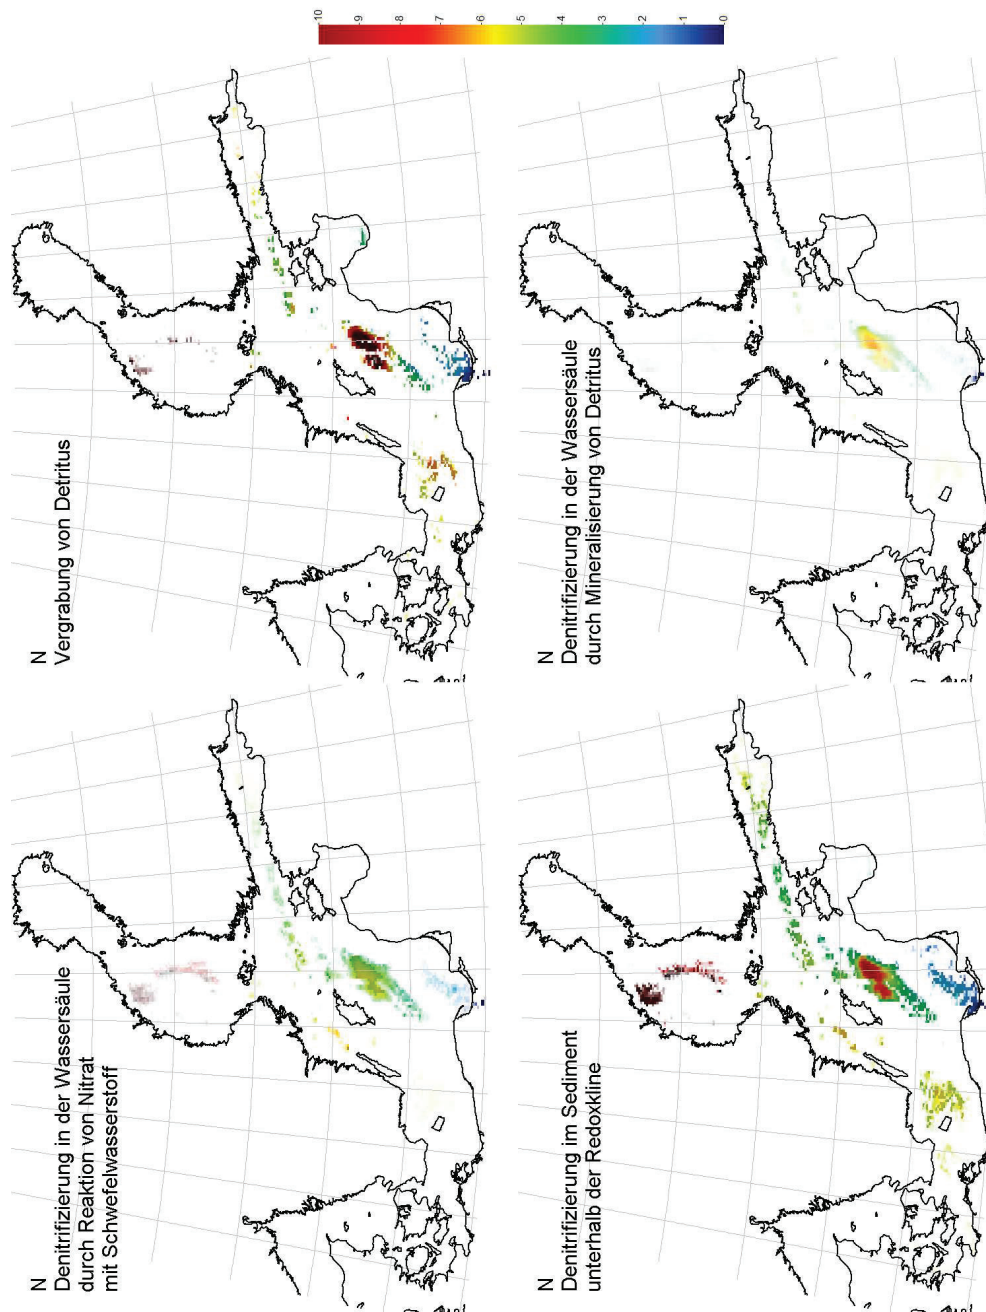 N
Denitrifizierung in der Wassersäule
durch Reaktion von Nitrat
mit Schwefelwasserstoff
N
Vergrabung von Detritus
N
Denitrifizierung im Sediment
unterhalb der Redoxkline
N
Denitrifizierung in der Wassersäule
durch Mineralisierung von Detritus
-10
-9
-8
-7
-6
-5
-4
-3
-2
-1
-0